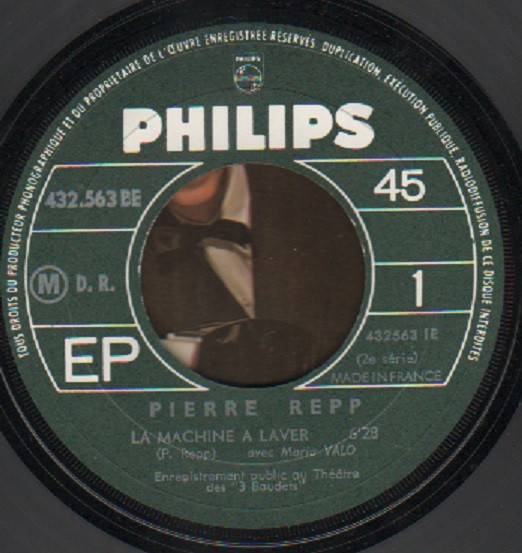 TOUS DROITS DU PRODUCTEUR PHONOGRAPHIQUE ET DU PROPRIETAIRE DE L'ŒUVRE ENREGISTRÉE RÉSERVÉS. DUPLICATION, EXÉCUTION PUBLIQUE, RADIODIFFUSION DE CE DISQUE INTERDITES
PHILIPS
PHILIPS
432.563 BE
45
M D. R.
1
EP
432563 1E
(2e série)
MADE IN FRANCE
PIERRE REPP
LA MACHINE A LAVER 6'28
(P. Repp) avec Maria VALO
Enregistrement public au Théâtre
des "3 Baudets"